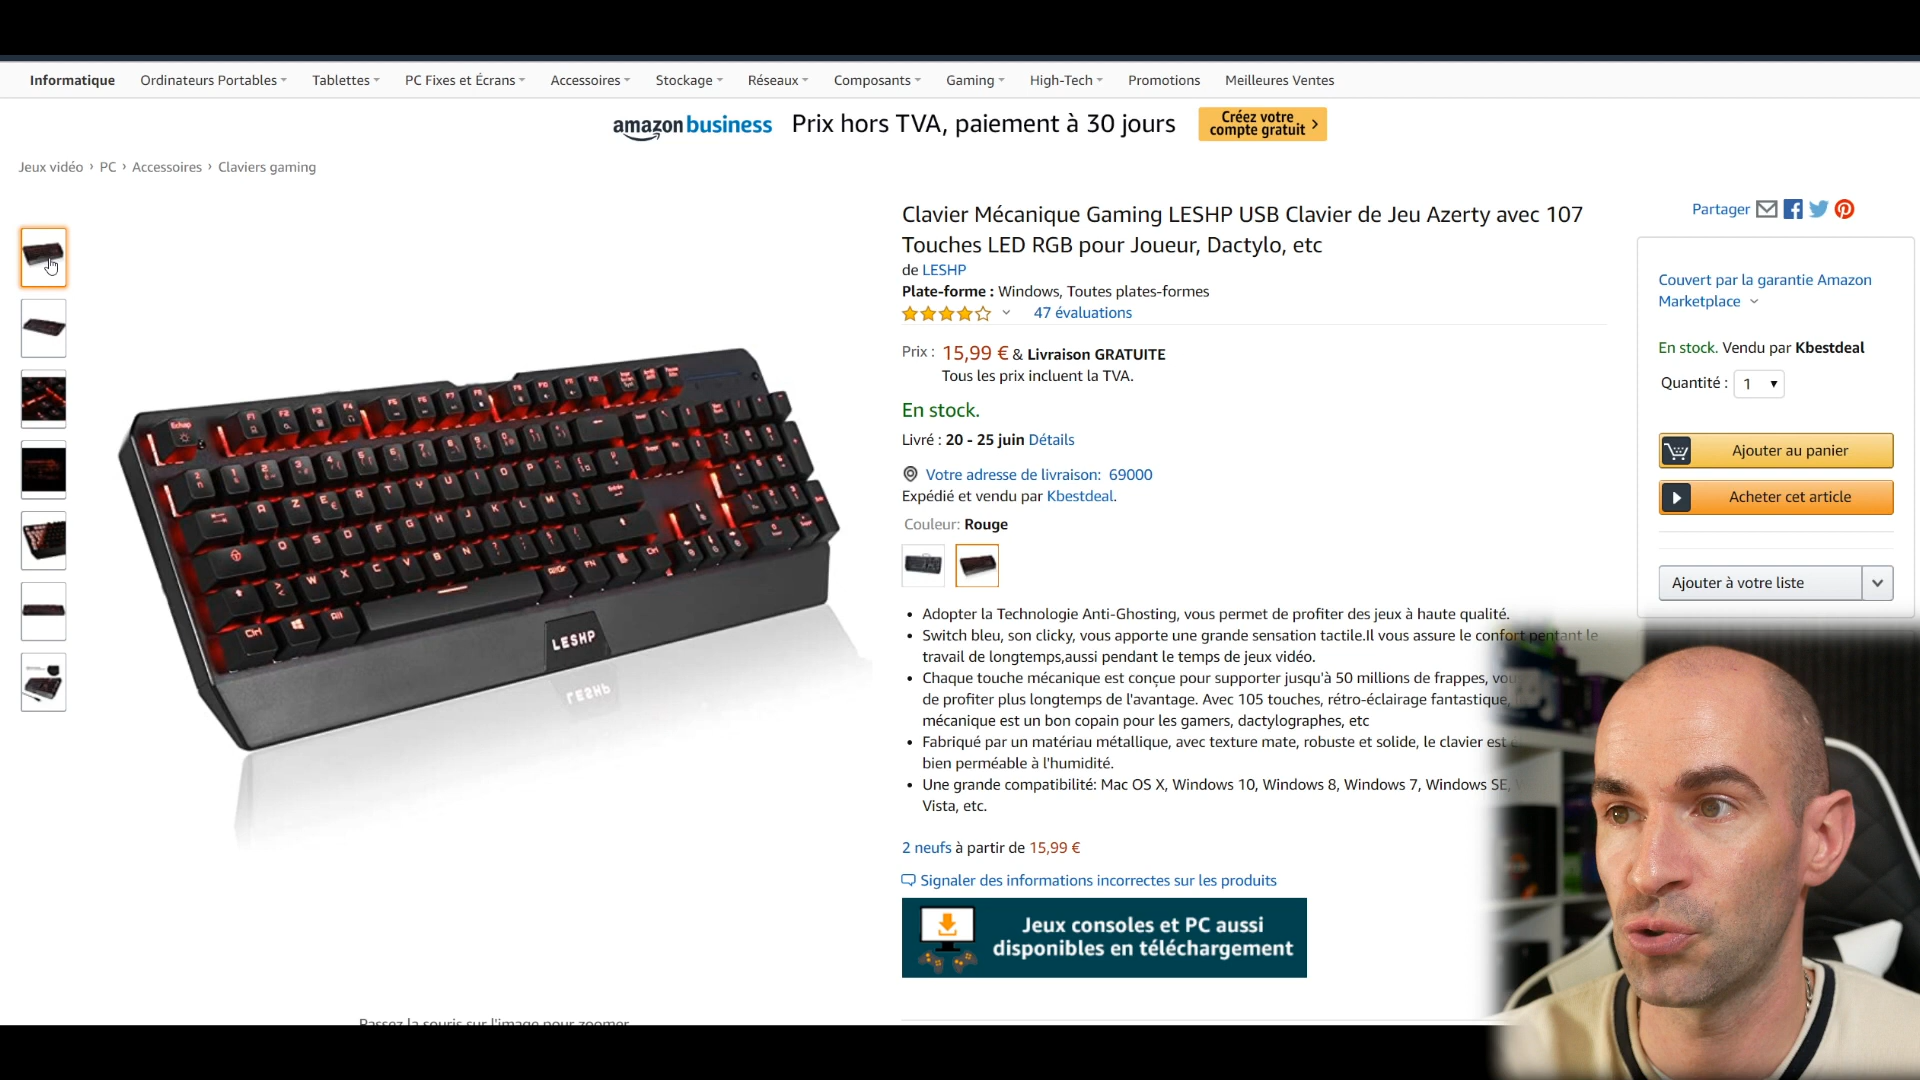 Informatique Ordinateurs Portables Tablettes PC Fixes et Écrans Accessoires Stockage Réseaux Composants Gaming High-Tech Promotions Meilleures Ventes
amazon business Prix hors TVA, paiement à 30 jours Créez votre compte gratuit ›
Jeux vidéo › PC › Accessoires › Claviers gaming
Clavier Mécanique Gaming LESHP USB Clavier de Jeu Azerty avec 107
Touches LED RGB pour Joueur, Dactylo, etc
de LESHP
Plate-forme : Windows, Toutes plates-formes
47 évaluations
Prix : 15,99 € & Livraison GRATUITE
Tous les prix incluent la TVA.
En stock.
Livré : 20 - 25 juin Détails
Votre adresse de livraison: 69000
Expédié et vendu par Kbestdeal.
Couleur: Rouge
Adopter la Technologie Anti-Ghosting, vous permet de profiter des jeux à haute qualité.
Switch bleu, son clicky, vous apporte une grande sensation tactile.Il vous assure le confort pentant le
travail de longtemps,aussi pendant le temps de jeux vidéo.
Chaque touche mécanique est conçue pour supporter jusqu'à 50 millions de frappes,
de profiter plus longtemps de l'avantage. Avec 105 touches, rétro-éclairage fantastique,
mécanique est un bon copain pour les gamers, dactylographes, etc
Fabriqué par un matériau métallique, avec texture mate, robuste et solide, le clavier est
bien perméable à l'humidité.
Une grande compatibilité: Mac OS X, Windows 10, Windows 8, Windows 7, Windows SE,
Vista, etc.
2 neufs à partir de 15,99 €
Signaler des informations incorrectes sur les produits
Jeux consoles et PC aussi
disponibles en téléchargement
Partager
Couvert par la garantie Amazon
Marketplace
En stock. Vendu par Kbestdeal
Quantité : 1
Ajouter au panier
Acheter cet article
Ajouter à votre liste
LESHP
Passez la souris sur l'image pour zoomer